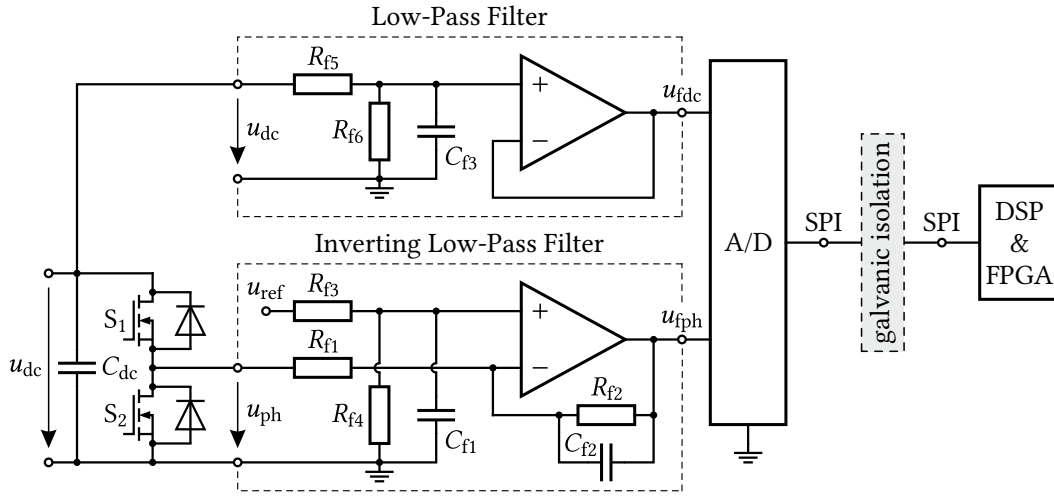 Low-Pass Filter
R_f5
u_fdc
+
u_dc
R_f6
C_f3
−
A/D
SPI
galvanic isolation
SPI
DSP
&
FPGA
Inverting Low-Pass Filter
u_ref
R_f3
S_1
+
u_fph
R_f1
−
u_dc
C_dc
S_2
u_ph
R_f4
C_f1
R_f2
C_f2